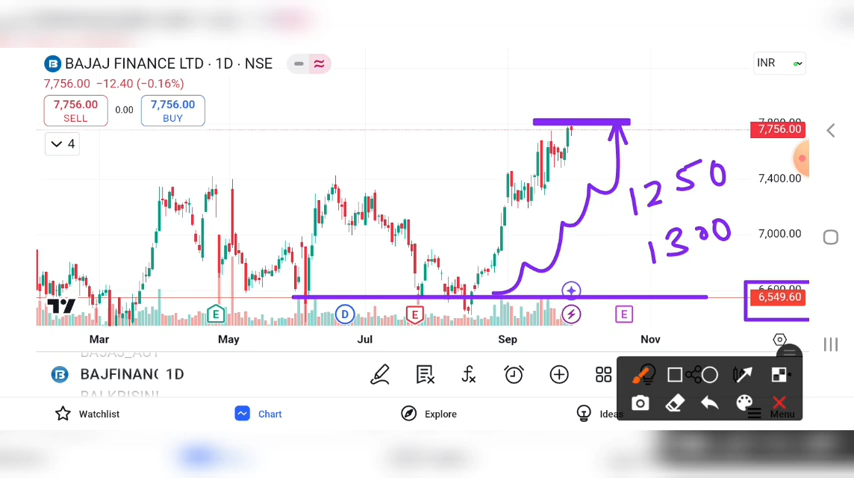 BAJAJ FINANCE LTD · 1D · NSE
INR
7,756.00 −12.40 (−0.16%)
7,756.00
SELL
0.00
7,756.00
BUY
4
7,756.00
7,400.00
1250
7,000.00
1300
6,549.60
E
D
E
E
Mar
May
Jul
Sep
Nov
BAJFINANC 1D
Watchlist
Chart
Explore
Ideas
Menu